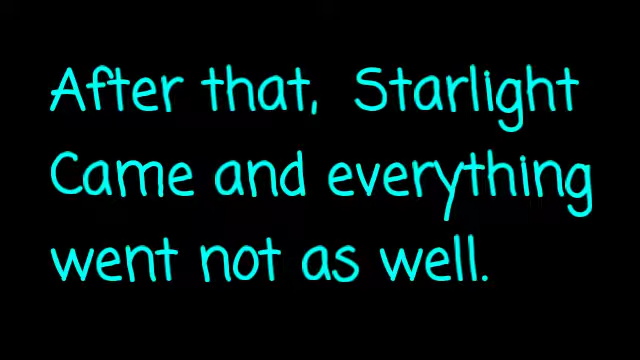 After that, Starlight
Came and everything
went not as well.